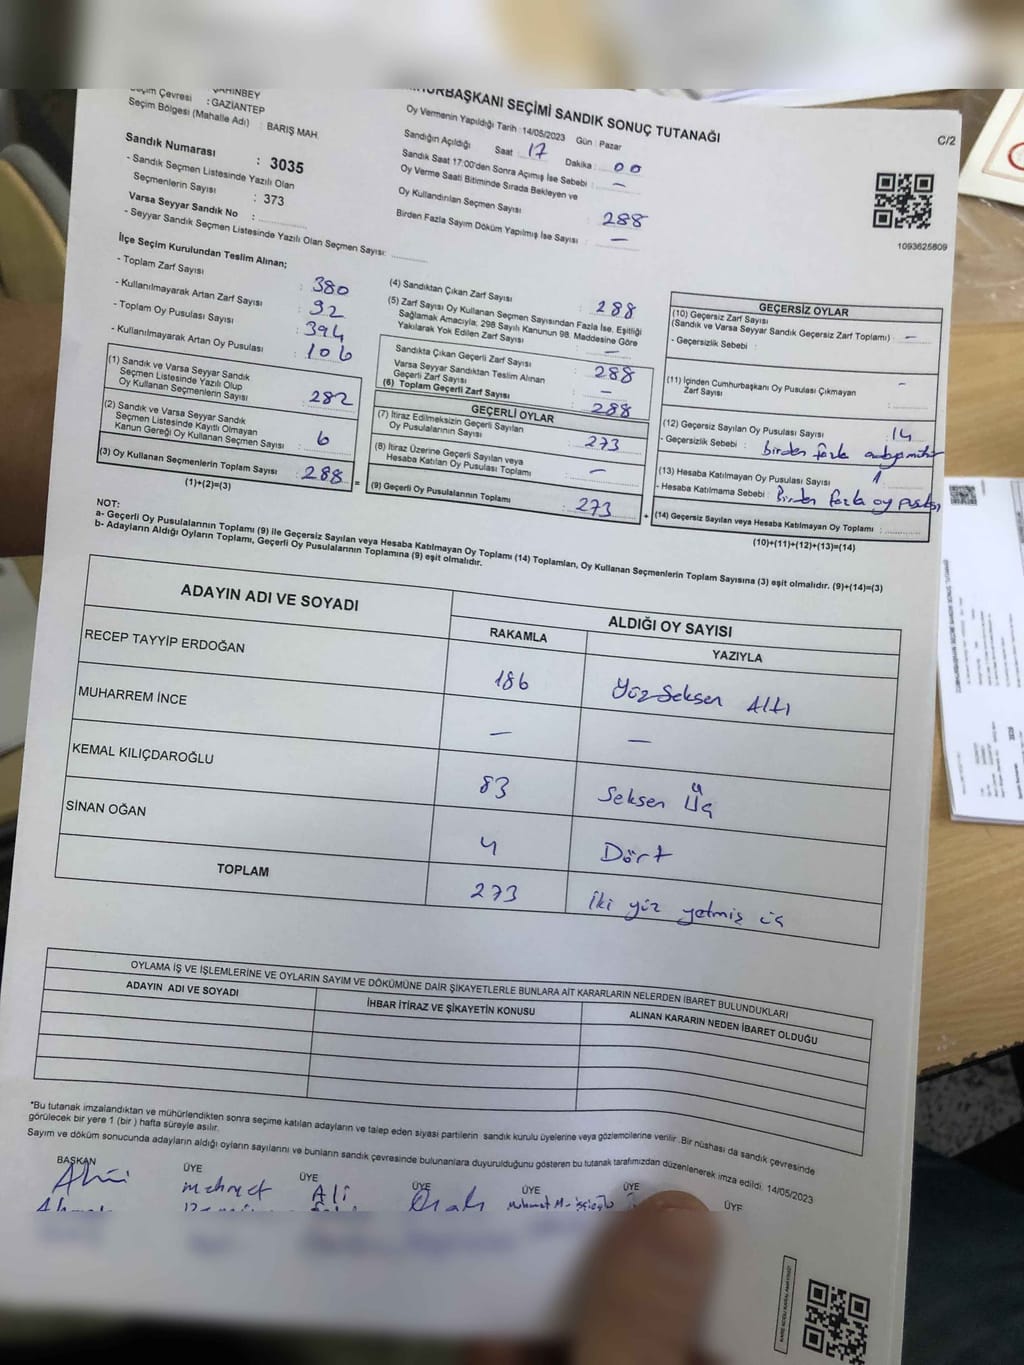 ŞAHİNBEY
Seçim Çevresi : GAZİANTEP
Seçim Bölgesi (Mahalle Adı) : BARIŞ MAH.
Sandık Numarası : 3035
- Sandık Seçmen Listesinde Yazılı Olan
Seçmenlerin Sayısı : 373
Varsa Seyyar Sandık No :
- Seyyar Sandık Seçmen Listesinde Yazılı Olan Seçmen Sayısı:
SEÇİMİ SANDIK SONUÇ TUTANAĞI
Oy Vermenin Yapıldığı Tarih : 14/05/2023 Gün : Pazar
Sandığın Açıldığı Saat : 17 Dakika : 00
Sandık Saat 17:00'den Sonra Açılmış İse Sebebi : —
Oy Verme Saati Bitiminde Sırada Bekleyen ve
Oy Kullandırılan Seçmen Sayısı : 288
Birden Fazla Sayım Döküm Yapılmış İse Sayısı : —
C/2
1093625809
İlçe Seçim Kurulundan Teslim Alınan;
- Toplam Zarf Sayısı : 380
- Kullanılmayarak Artan Zarf Sayısı : 92
- Toplam Oy Pusulası Sayısı : 394
- Kullanılmayarak Artan Oy Pusulası : 106
(1) Sandık ve Varsa Seyyar Sandık
Seçmen Listesinde Yazılı Olup
Oy Kullanan Seçmenlerin Sayısı : 282
(2) Sandık ve Varsa Seyyar Sandık
Seçmen Listesinde Kayıtlı Olmayan
Kanun Gereği Oy Kullanan Seçmen Sayısı : 6
(3) Oy Kullanan Seçmenlerin Toplam Sayısı : 288
(1)+(2)=(3)
(4) Sandıktan Çıkan Zarf Sayısı : 288
(5) Zarf Sayısı Oy Kullanan Seçmen Sayısından Fazla İse, Eşitliği
Sağlamak Amacıyla; 298 Sayılı Kanunun 98. Maddesine Göre
Yakılarak Yok Edilen Zarf Sayısı : —
Sandıkta Çıkan Geçerli Zarf Sayısı : 288
Varsa Seyyar Sandıktan Teslim Alınan
Geçerli Zarf Sayısı : —
(6) Toplam Geçerli Zarf Sayısı : 288
GEÇERLİ OYLAR
(7) İtiraz Edilmeksizin Geçerli Sayılan
Oy Pusulalarının Sayısı : 273
(8) İtiraz Üzerine Geçerli Sayılan veya
Hesaba Katılan Oy Pusulası Toplamı : —
(9) Geçerli Oy Pusulalarının Toplamı : 273
GEÇERSİZ OYLAR
(10) Geçersiz Zarf Sayısı
(Sandık ve Varsa Seyyar Sandık Geçersiz Zarf Toplamı) : —
- Geçersizlik Sebebi :
(11) İçinden Cumhurbaşkanı Oy Pusulası Çıkmayan
Zarf Sayısı : -
(12) Geçersiz Sayılan Oy Pusulası Sayısı : 14
- Geçersizlik Sebebi : birden fazla
(13) Hesaba Katılmayan Oy Pusulası Sayısı : 1
- Hesaba Katılmama Sebebi : Birden fazla oy pusulası
(14) Geçersiz Sayılan veya Hesaba Katılmayan Oy Toplamı :
(10)+(11)+(12)+(13)=(14)
NOT:
a- Geçerli Oy Pusulalarının Toplamı (9) ile Geçersiz Sayılan veya Hesaba Katılmayan Oy Toplamı (14) Toplamları, Oy Kullanan Seçmenlerin Toplam Sayısına (3) eşit olmalıdır. (9)+(14)=(3)
b- Adayların Aldığı Oyların Toplamı, Geçerli Oy Pusulalarının Toplamına (9) eşit olmalıdır.
ADAYIN ADI VE SOYADI ALDIĞI OY SAYISI
RAKAMLA YAZIYLA
RECEP TAYYİP ERDOĞAN 186 Yüz Seksen Altı
MUHARREM İNCE — —
KEMAL KILIÇDAROĞLU 83 Seksen Üç
SİNAN OĞAN 4 Dört
TOPLAM 273 İki yüz yetmiş üç
OYLAMA İŞ VE İŞLEMLERİNE VE OYLARIN SAYIM VE DÖKÜMÜNE DAİR ŞİKAYETLERLE BUNLARA AİT KARARLARIN NELERDEN İBARET BULUNDUKLARI
ADAYIN ADI VE SOYADI İHBAR İTİRAZ VE ŞİKAYETİN KONUSU ALINAN KARARIN NEDEN İBARET OLDUĞU
*Bu tutanak imzalandıktan ve mühürlendikten sonra seçime katılan adayların ve talep eden siyasi partilerin sandık kurulu üyelerine veya gözlemcilerine verilir .Bir nüshası da sandık çevresinde
görülecek bir yere 1 (bir ) hafta süreyle asılır.
Sayım ve döküm sonucunda adayların aldığı oyların sayılarını ve bunların sandık çevresinde bulunanlara duyurulduğunu gösteren bu tutanak tarafımızdan düzenlenerek imza edildi. 14/05/2023
BAŞKAN ÜYE ÜYE ÜYE ÜYE ÜYE ÜYE
Mehmet Ali